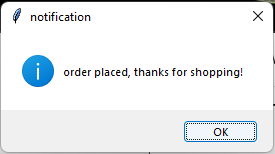 notification
order placed, thanks for shopping!
OK